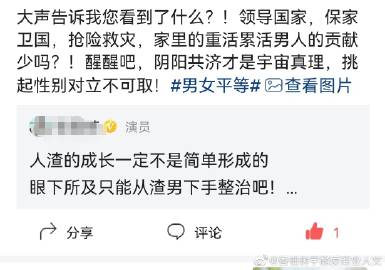 大声告诉我您看到了什么？！领导国家，保家
卫国，抢险救灾，家里的重活累活男人的贡献
少吗？！醒醒吧，阴阳共济才是宇宙真理，挑
起性别对立不可取！#男女平等#查看图片
演员
人渣的成长一定不是简单形成的
眼下所及只能从渣男下手整治吧！...
分享
评论
6